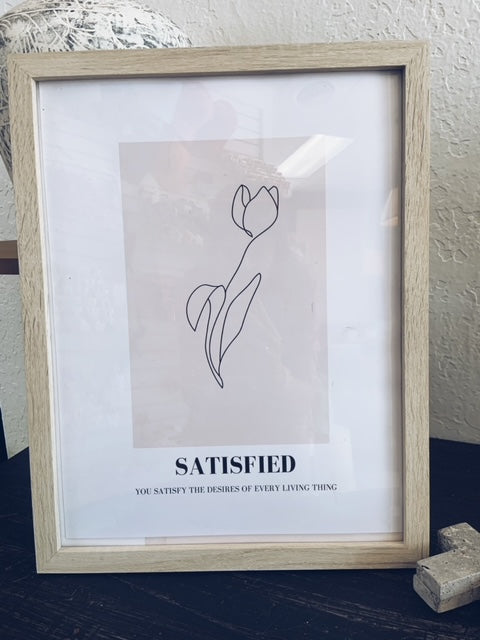 SATISFIED
YOU SATISFY THE DESIRES OF EVERY LIVING THING